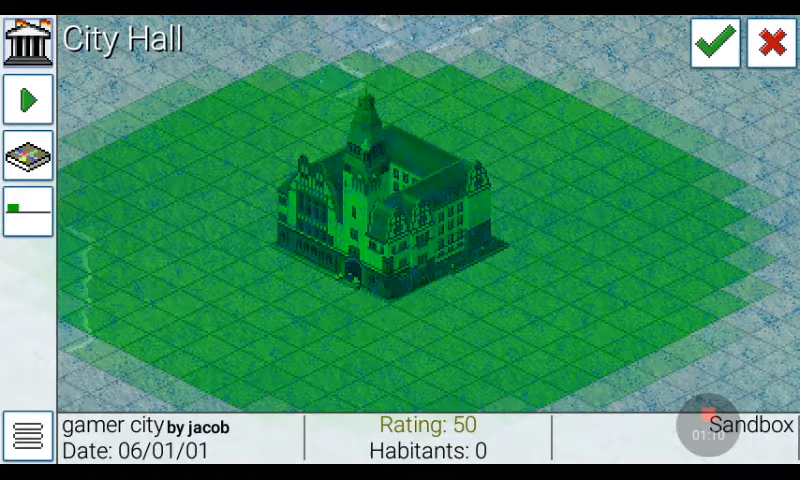 City Hall
gamer city by jacob
Date: 06/01/01
Rating: 50
Habitants: 0
01:10
Sandbox